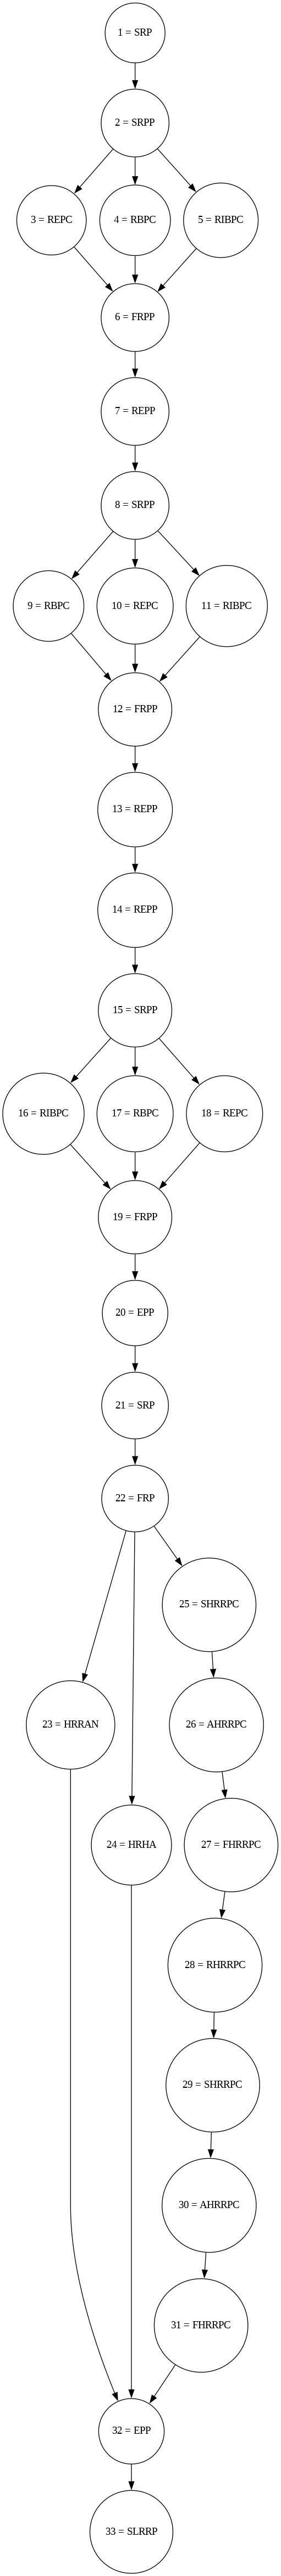 1 = SRP
2 = SRPP
3 = REPC
4 = RBPC
5 = RIBPC
6 = FRPP
7 = REPP
8 = SRPP
9 = RBPC
10 = REPC
11 = RIBPC
12 = FRPP
13 = REPP
14 = REPP
15 = SRPP
16 = RIBPC
17 = RBPC
18 = REPC
19 = FRPP
20 = EPP
21 = SRP
22 = FRP
25 = SHRRPC
23 = HRRAN
26 = AHRRPC
24 = HRHA
27 = FHRRPC
28 = RHRRPC
29 = SHRRPC
30 = AHRRPC
31 = FHRRPC
32 = EPP
33 = SLRRP